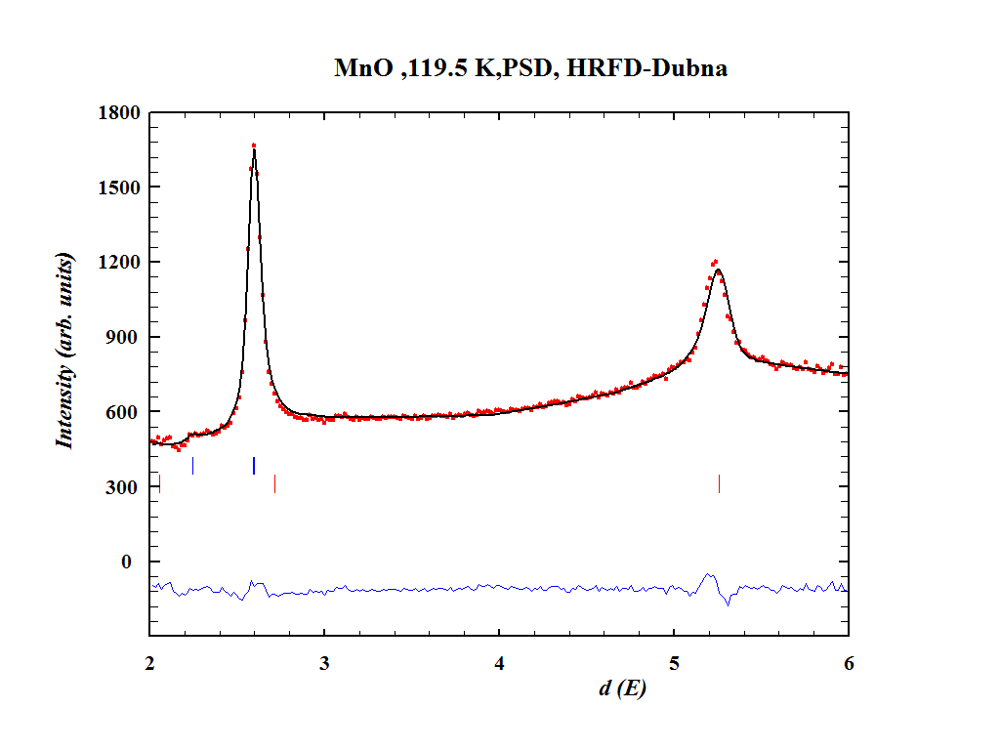 MnO ,119.5 K,PSD, HRFD-Dubna
1800
1500
1200
900
600
300
0
Intensity (arb. units)
2 3 4 5 6
d (E)